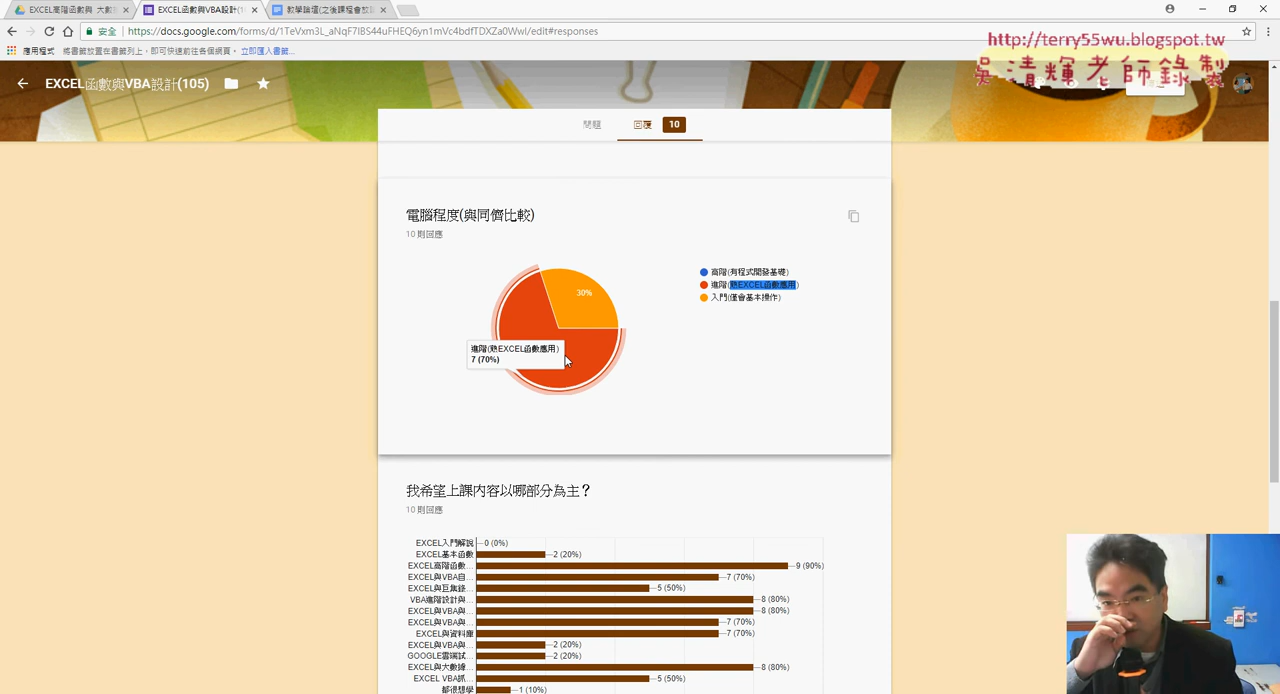 EXCEL高階函數與 大數據
EXCEL函數與VBA設計(1
教學論壇(之後課程會放
安全
https://docs.google.com/forms/d/1TeVxm3L_aNqF7IBS44uFHEQ6yn1mVc4bdfTDXZa0WwI/edit#responses
應用程式
將書籤放置在書籤列上，即可快速前往各個網頁。
立即匯入書籤...
http://terry55wu.blogspot.tw
吳清輝老師錄製
EXCEL函數與VBA設計(105)
問題
回覆
10
電腦程度(與同儕比較)
10 則回應
30%
進階(熟EXCEL函數應用)
7 (70%)
高階(有程式開發基礎)
進階(熟EXCEL函數應用)
入門(僅會基本操作)
我希望上課內容以哪部分為主？
10 則回應
EXCEL入門解說 0 (0%)
EXCEL基本函數 2 (20%)
EXCEL高階函數... 9 (90%)
EXCEL與VBA自... 7 (70%)
EXCEL與巨集錄... 5 (50%)
VBA進階設計與... 8 (80%)
EXCEL與VBA與... 8 (80%)
EXCEL與VBA與... 7 (70%)
EXCEL與資料庫 7 (70%)
EXCEL與VBA與... 2 (20%)
GOOGLE雲端試... 2 (20%)
EXCEL與大數據... 8 (80%)
EXCEL VBA抓... 5 (50%)
都很想學 1 (10%)